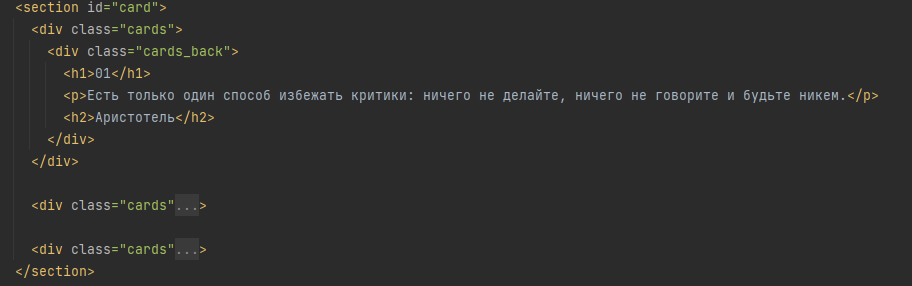 <section id="card">
<div class="cards">
<div class="cards_back">
<h1>01</h1>
<p>Есть только один способ избежать критики: ничего не делайте, ничего не говорите и будьте никем.</p>
<h2>Аристотель</h2>
</div>
</div>
<div class="cards"...>
<div class="cards"...>
</section>